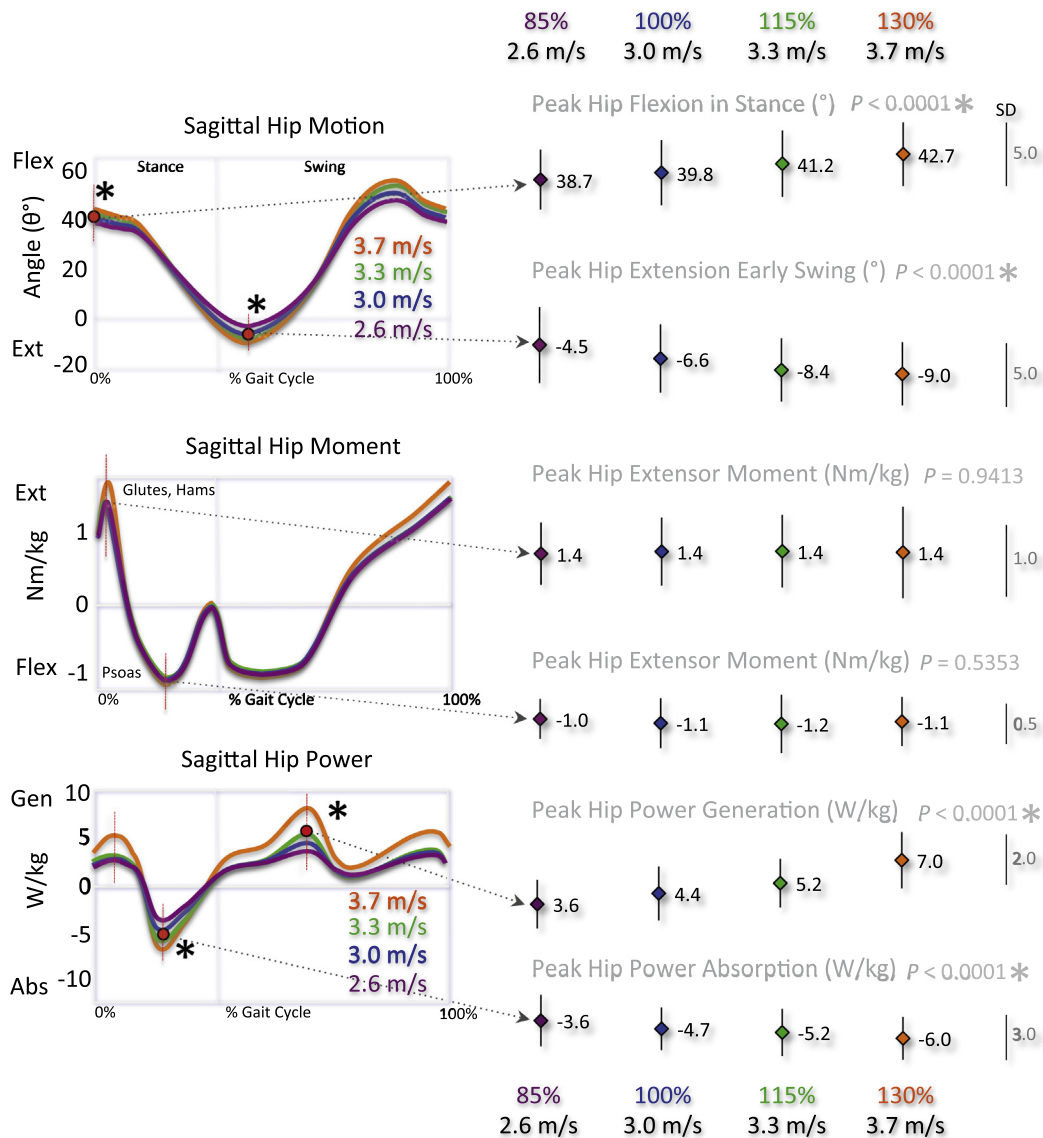 85% 100% 115% 130%
2.6 m/s 3.0 m/s 3.3 m/s 3.7 m/s
Sagittal Hip Motion
Flex
Angle (θ°)
Ext
60
40
20
0
-20
Stance Swing
*
*
3.7 m/s
3.3 m/s
3.0 m/s
2.6 m/s
0% % Gait Cycle 100%
Peak Hip Flexion in Stance (°) P < 0.0001 *
SD
38.7 39.8 41.2 42.7 5.0
Peak Hip Extension Early Swing (°) P < 0.0001 *
-4.5 -6.6 -8.4 -9.0 5.0
Sagittal Hip Moment
Ext
Nm/kg
Flex
1
0
-1
Glutes, Hams
Psoas
0% % Gait Cycle 100%
Peak Hip Extensor Moment (Nm/kg) P = 0.9413
1.4 1.4 1.4 1.4 1.0
Peak Hip Extensor Moment (Nm/kg) P = 0.5353
-1.0 -1.1 -1.2 -1.1 0.5
Sagittal Hip Power
Gen
W/kg
Abs
10
5
0
-5
-10
*
*
3.7 m/s
3.3 m/s
3.0 m/s
2.6 m/s
0% % Gait Cycle 100%
Peak Hip Power Generation (W/kg) P < 0.0001 *
3.6 4.4 5.2 7.0 2.0
Peak Hip Power Absorption (W/kg) P < 0.0001 *
-3.6 -4.7 -5.2 -6.0 3.0
85% 100% 115% 130%
2.6 m/s 3.0 m/s 3.3 m/s 3.7 m/s